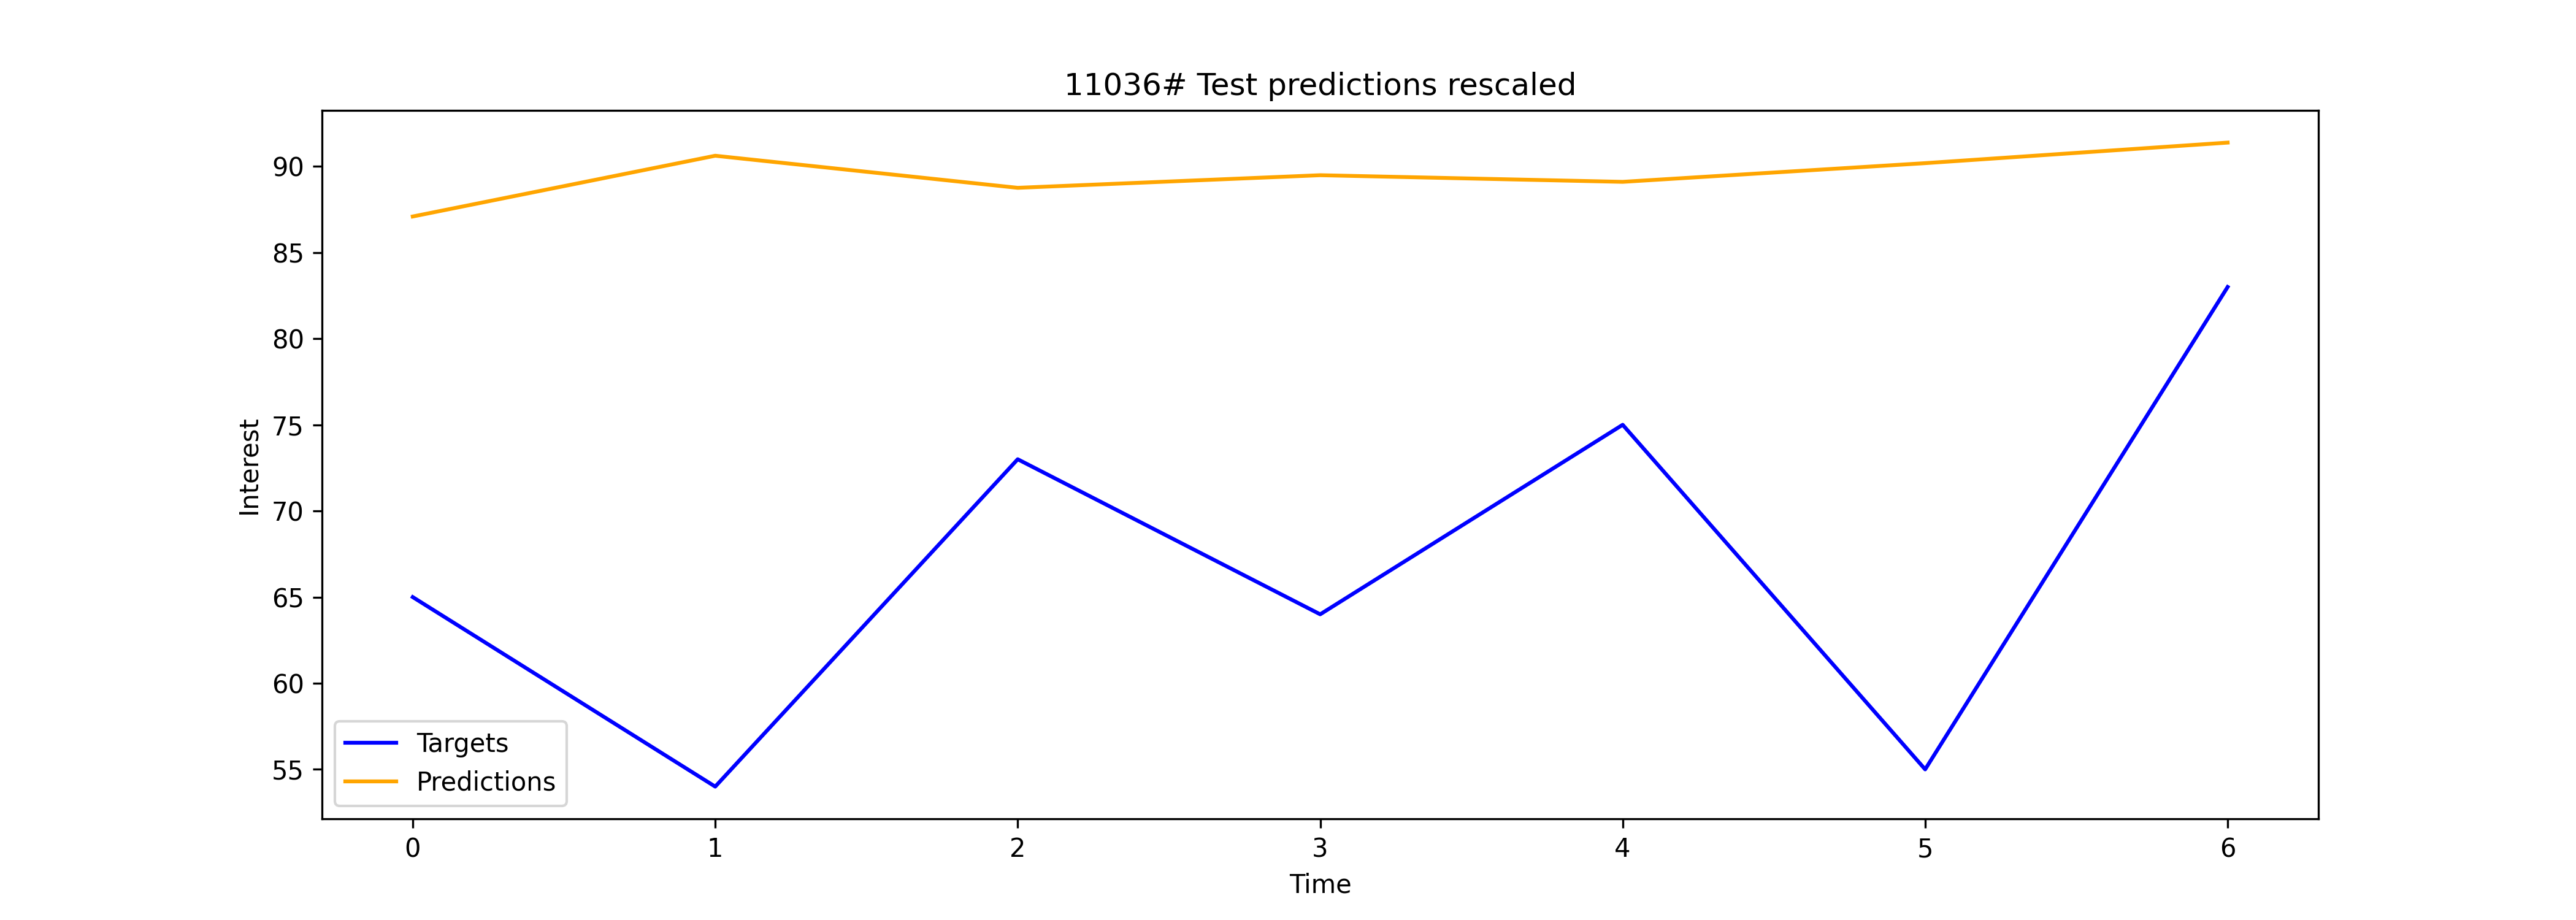 11036# Test predictions rescaled
90
85
80
75
70
65
60
55
Interest
Targets
Predictions
0 1 2 3 4 5 6
Time